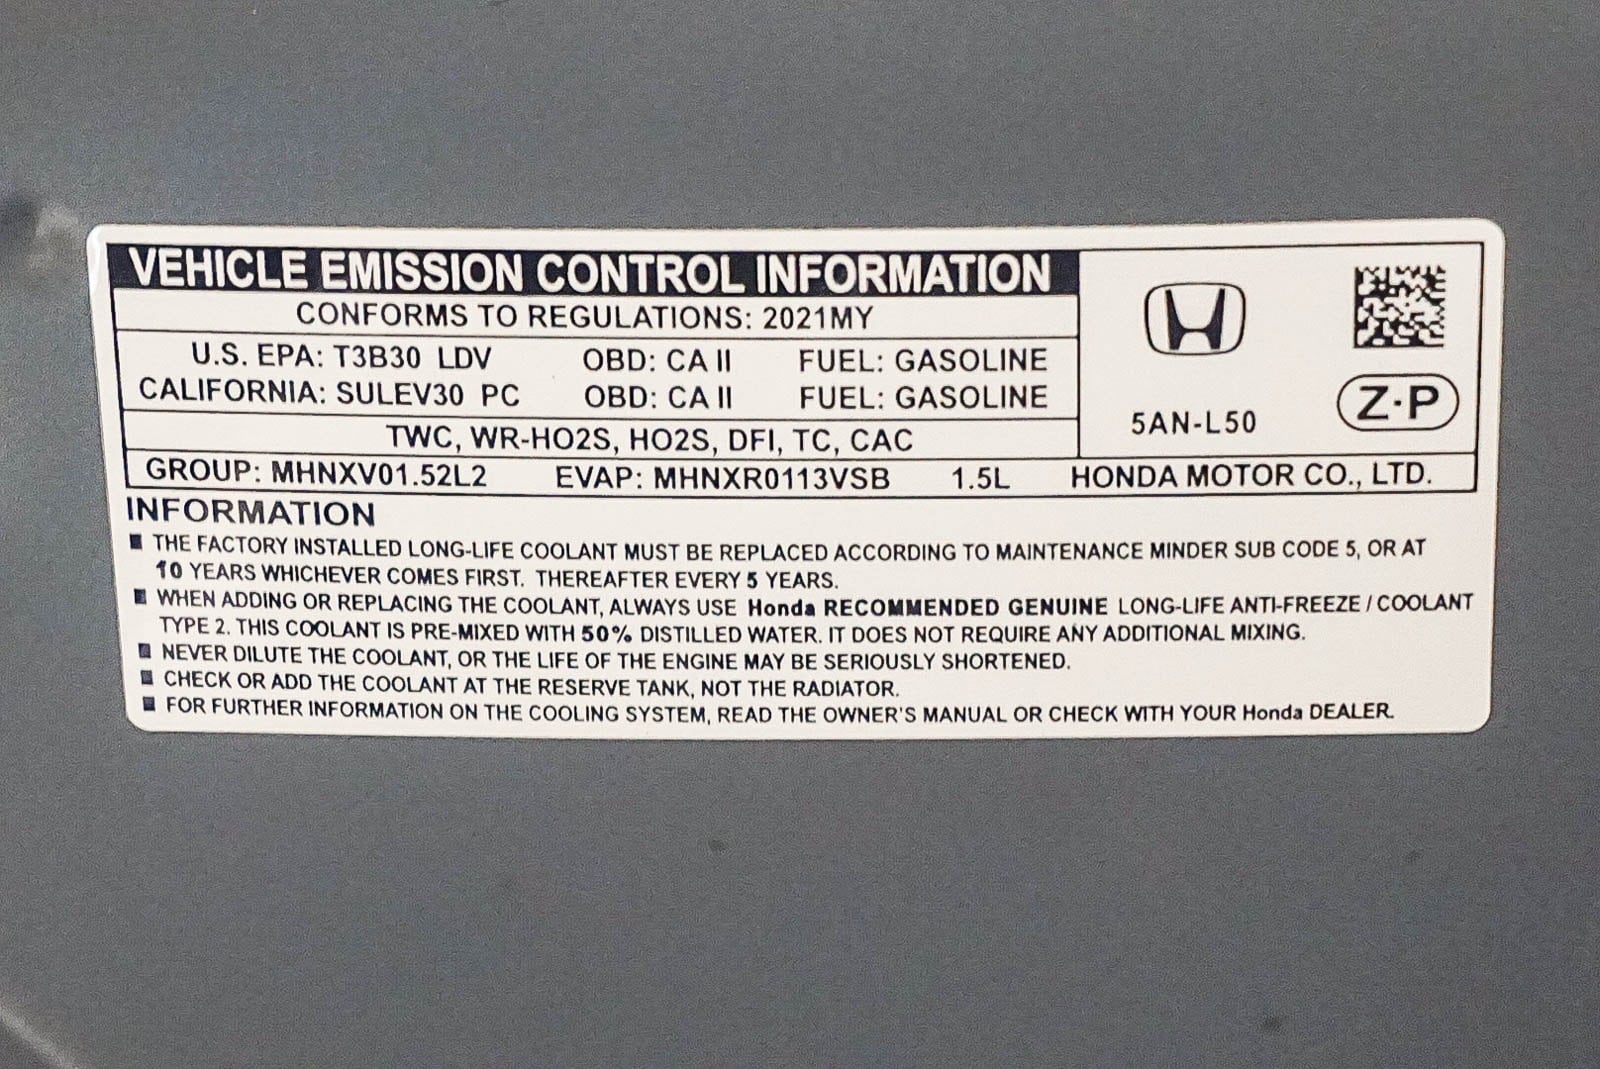 VEHICLE EMISSION CONTROL INFORMATION
CONFORMS TO REGULATIONS: 2021MY
U.S. EPA: T3B30 LDV OBD: CA II FUEL: GASOLINE
CALIFORNIA: SULEV30 PC OBD: CA II FUEL: GASOLINE
TWC, WR-HO2S, HO2S, DFI, TC, CAC
5AN-L50
Z·P
GROUP: MHNXV01.52L2 EVAP: MHNXR0113VSB 1.5L HONDA MOTOR CO., LTD.
INFORMATION
■ THE FACTORY INSTALLED LONG-LIFE COOLANT MUST BE REPLACED ACCORDING TO MAINTENANCE MINDER SUB CODE 5, OR AT
10 YEARS WHICHEVER COMES FIRST. THEREAFTER EVERY 5 YEARS.
■ WHEN ADDING OR REPLACING THE COOLANT, ALWAYS USE Honda RECOMMENDED GENUINE LONG-LIFE ANTI-FREEZE / COOLANT
TYPE 2. THIS COOLANT IS PRE-MIXED WITH 50% DISTILLED WATER. IT DOES NOT REQUIRE ANY ADDITIONAL MIXING.
■ NEVER DILUTE THE COOLANT, OR THE LIFE OF THE ENGINE MAY BE SERIOUSLY SHORTENED.
■ CHECK OR ADD THE COOLANT AT THE RESERVE TANK, NOT THE RADIATOR.
■ FOR FURTHER INFORMATION ON THE COOLING SYSTEM, READ THE OWNER'S MANUAL OR CHECK WITH YOUR Honda DEALER.